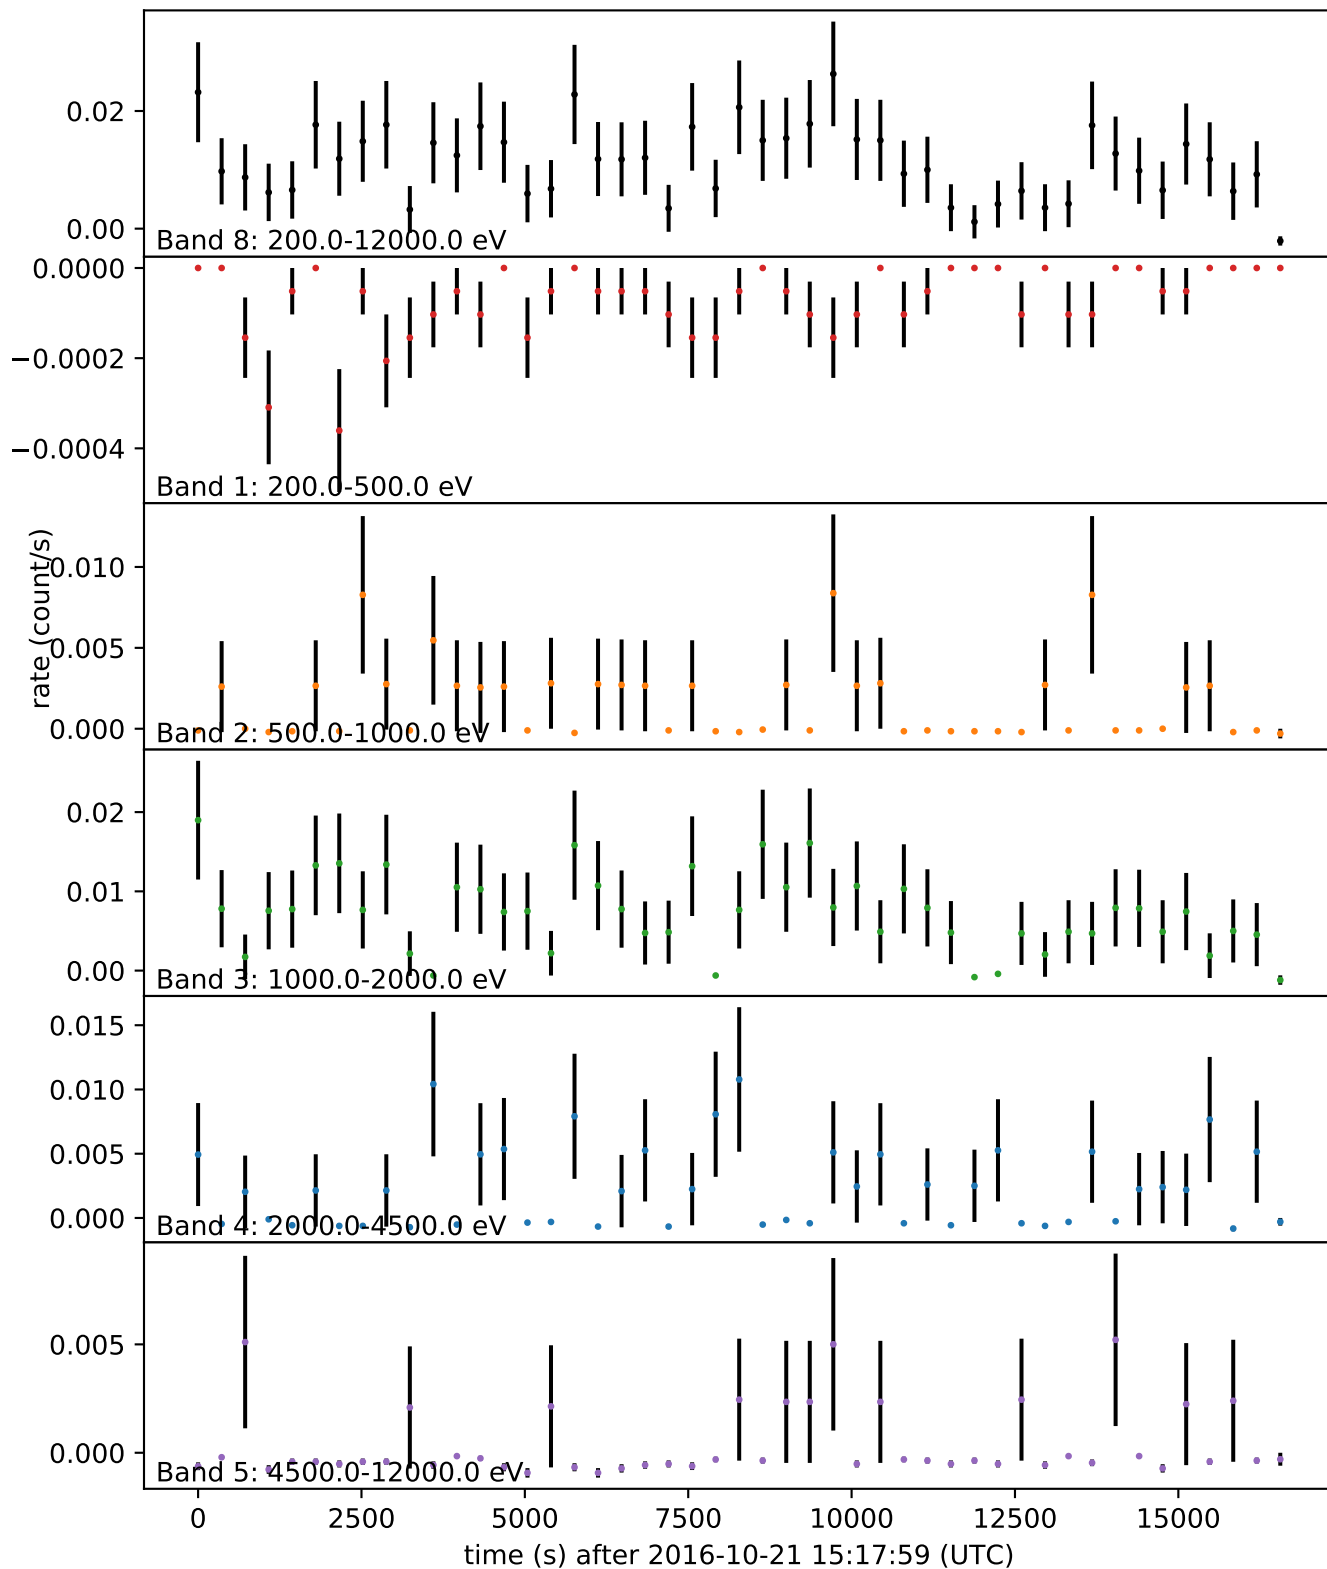 0.02
0.00
Band 8: 200.0-12000.0 eV
0.0000
−0.0002
−0.0004
Band 1: 200.0-500.0 eV
rate (count/s)
0.010
0.005
0.000
Band 2: 500.0-1000.0 eV
0.02
0.01
0.00
Band 3: 1000.0-2000.0 eV
0.015
0.010
0.005
0.000
Band 4: 2000.0-4500.0 eV
0.005
0.000
Band 5: 4500.0-12000.0 eV
0 2500 5000 7500 10000 12500 15000
time (s) after 2016-10-21 15:17:59 (UTC)